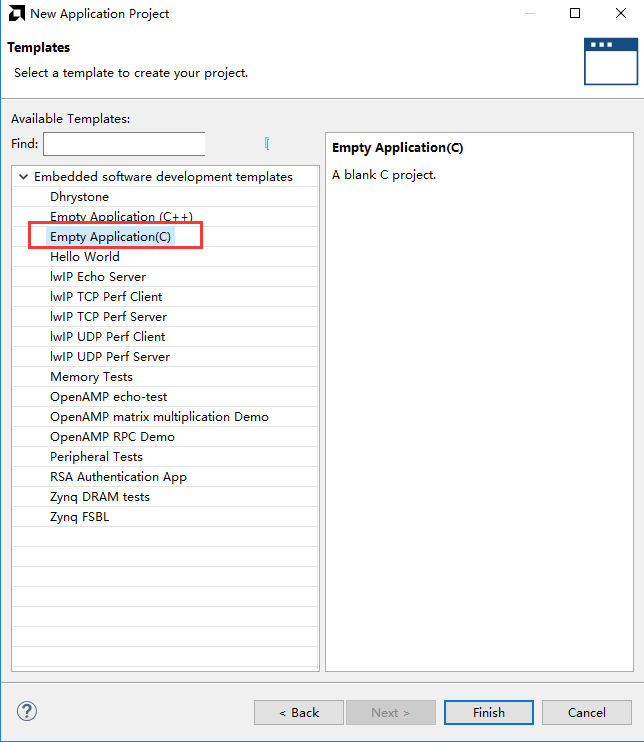 New Application Project
Templates
Select a template to create your project.
Available Templates:
Find:
Embedded software development templates
Dhrystone
Empty Application (C++)
Empty Application(C)
Hello World
lwIP Echo Server
lwIP TCP Perf Client
lwIP TCP Perf Server
lwIP UDP Perf Client
lwIP UDP Perf Server
Memory Tests
OpenAMP echo-test
OpenAMP matrix multiplication Demo
OpenAMP RPC Demo
Peripheral Tests
RSA Authentication App
Zynq DRAM tests
Zynq FSBL
Empty Application(C)
A blank C project.
?
< Back
Next >
Finish
Cancel